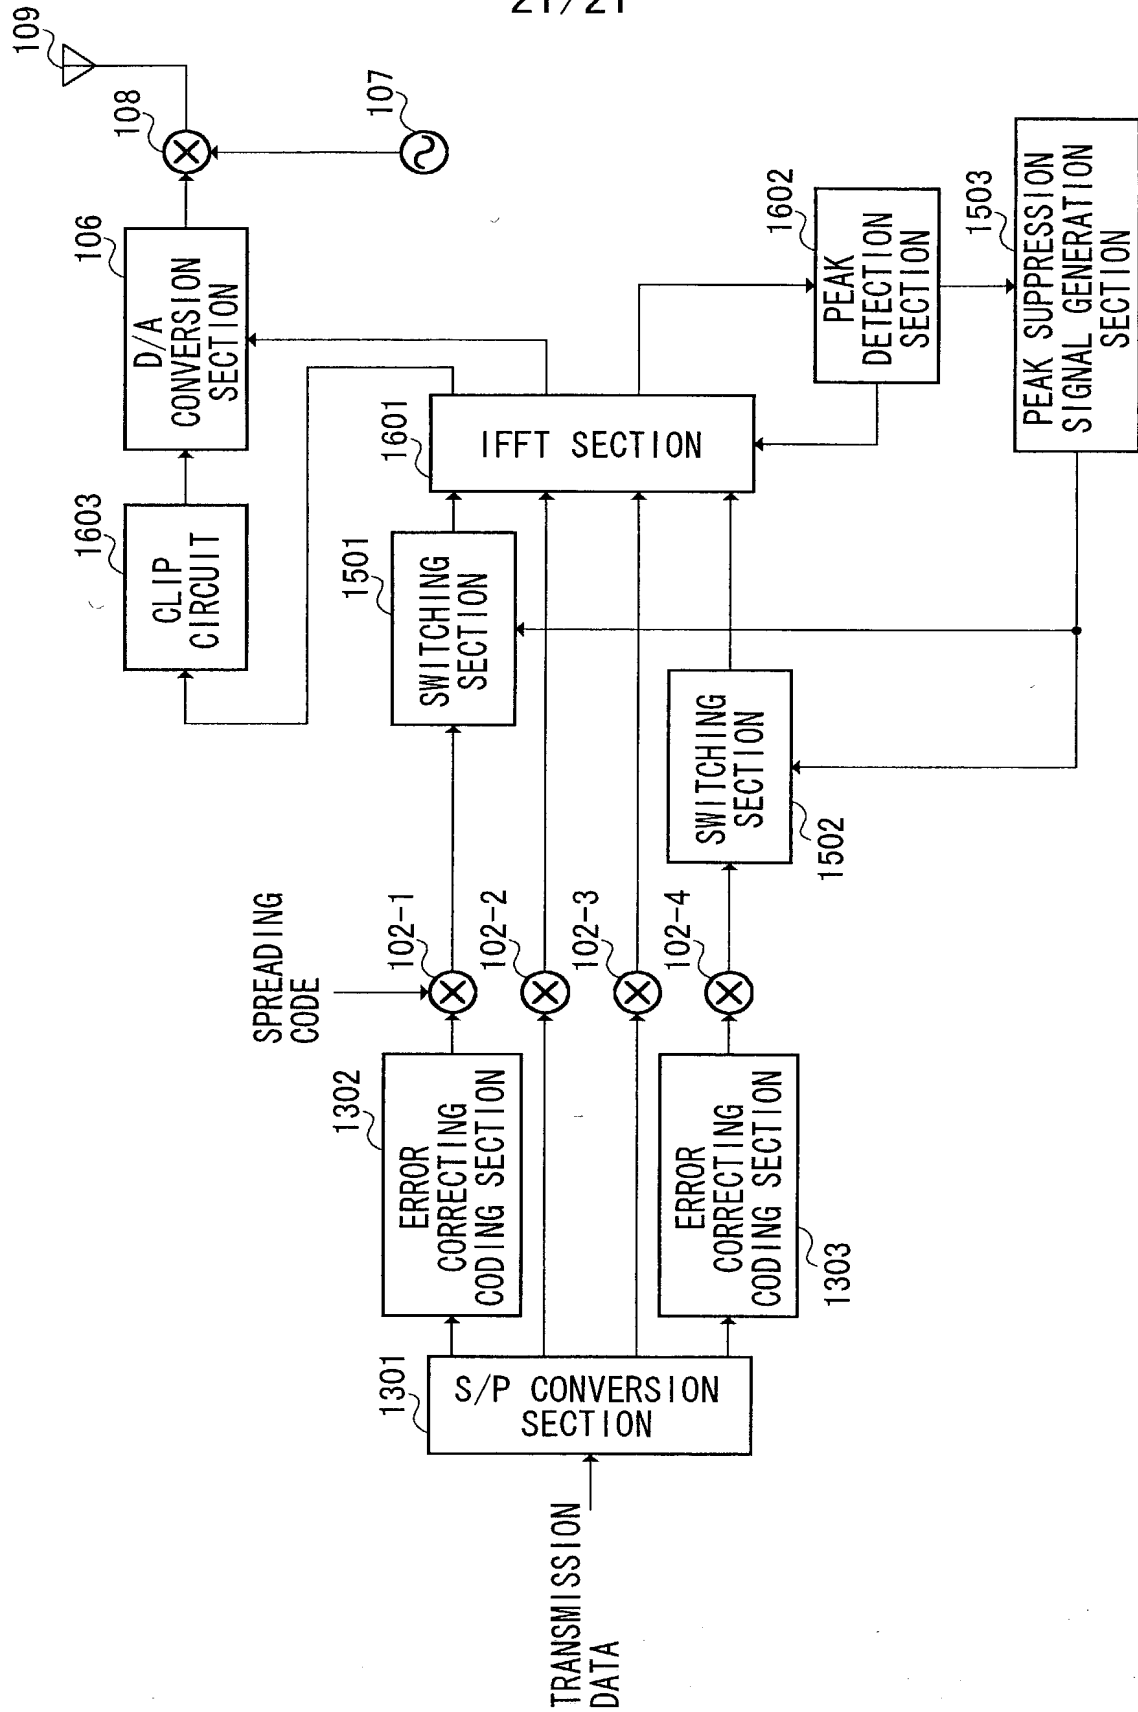 21/21
TRANSMISSION
DATA
1301
S/P CONVERSION
SECTION
1302
ERROR
CORRECTING
CODING SECTION
ERROR
CORRECTING
CODING SECTION
1303
SPREADING
CODE
102-1
102-2
102-3
102-4
1501
SWITCHING
SECTION
SWITCHING
SECTION
1502
1601
IFFT SECTION
1603
CLIP
CIRCUIT
106
D/A
CONVERSION
SECTION
108
109
107
1602
PEAK
DETECTION
SECTION
1503
PEAK SUPPRESSION
SIGNAL GENERATION
SECTION